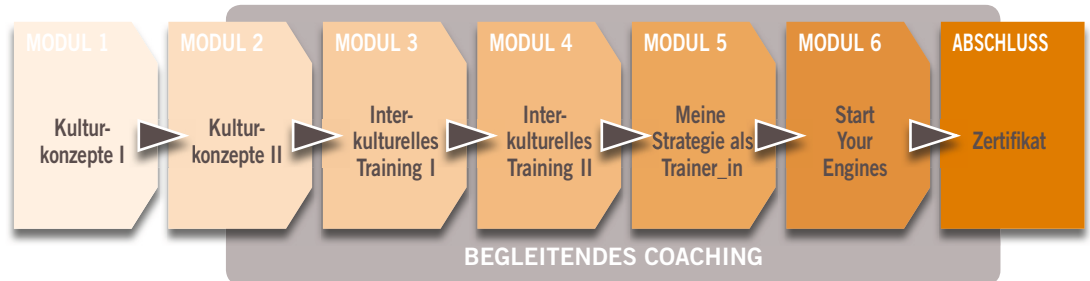 MODUL 1
Kultur-
konzepte I
MODUL 2
Kultur-
konzepte II
MODUL 3
Inter-
kulturelles
Training I
MODUL 4
Inter-
kulturelles
Training II
MODUL 5
Meine
Strategie als
Trainer_in
MODUL 6
Start
Your
Engines
ABSCHLUSS
Zertifikat
BEGLEITENDES COACHING